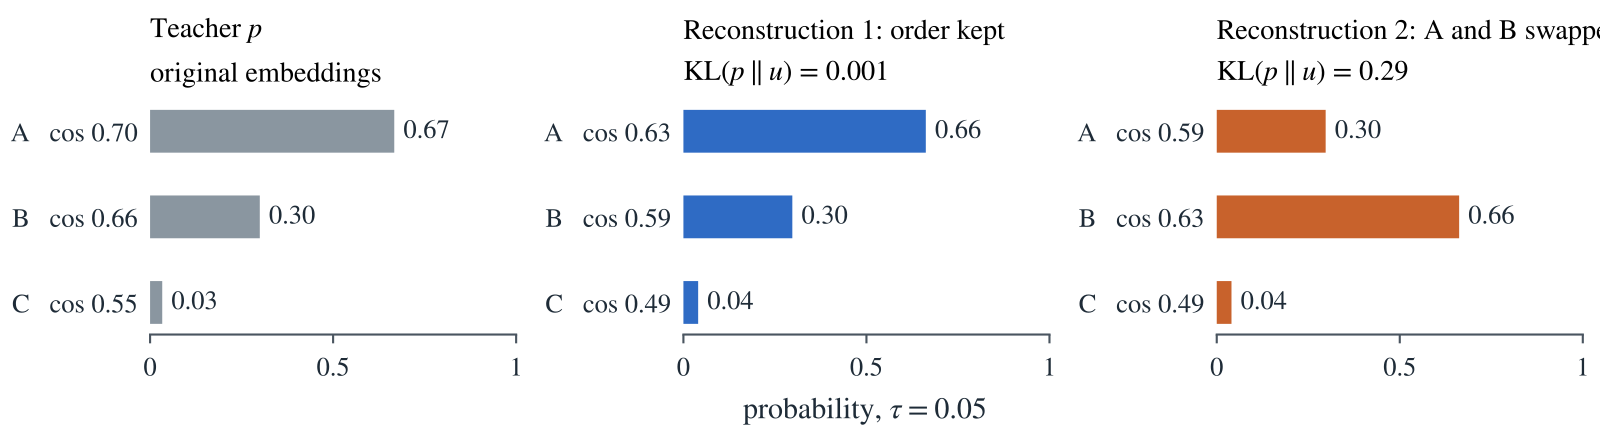 Teacher p
original embeddings
A cos 0.70 0.67
B cos 0.66 0.30
C cos 0.55 0.03
0 0.5 1
Reconstruction 1: order kept
KL(p || u) = 0.001
A cos 0.63 0.66
B cos 0.59 0.30
C cos 0.49 0.04
0 0.5 1
probability, τ = 0.05
Reconstruction 2: A and B swappe
KL(p || u) = 0.29
A cos 0.59 0.30
B cos 0.63 0.66
C cos 0.49 0.04
0 0.5 1